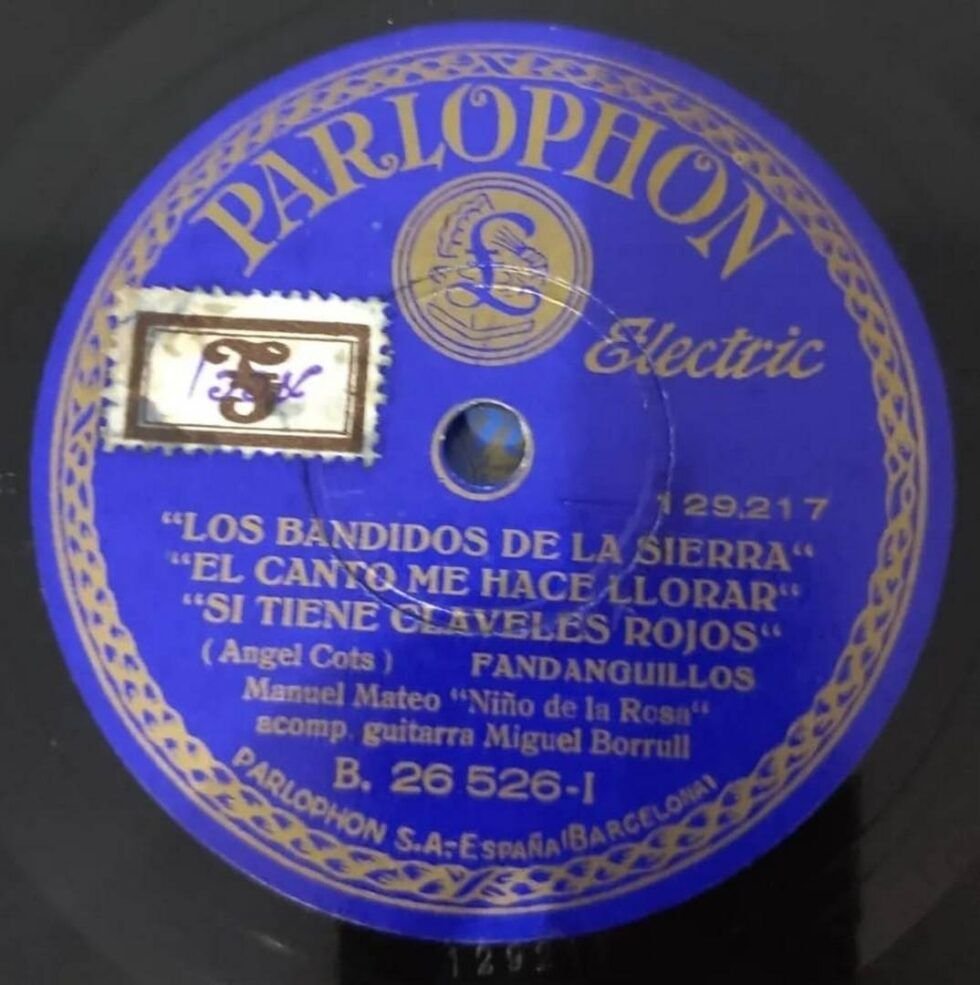 PARLOPHON
£
Electric
129.217
“LOS BANDIDOS DE LA SIERRA“
“EL CANTO ME HACE LLORAR“
“SI TIENE CLAVELES ROJOS“
(Angel Cots) FANDANGUILLOS
Manuel Mateo “Niño de la Rosa“
acomp. guitarra Miguel Borrull
B. 26 526-I
PARLOPHON S.A-ESPAÑA (BARCELONA)